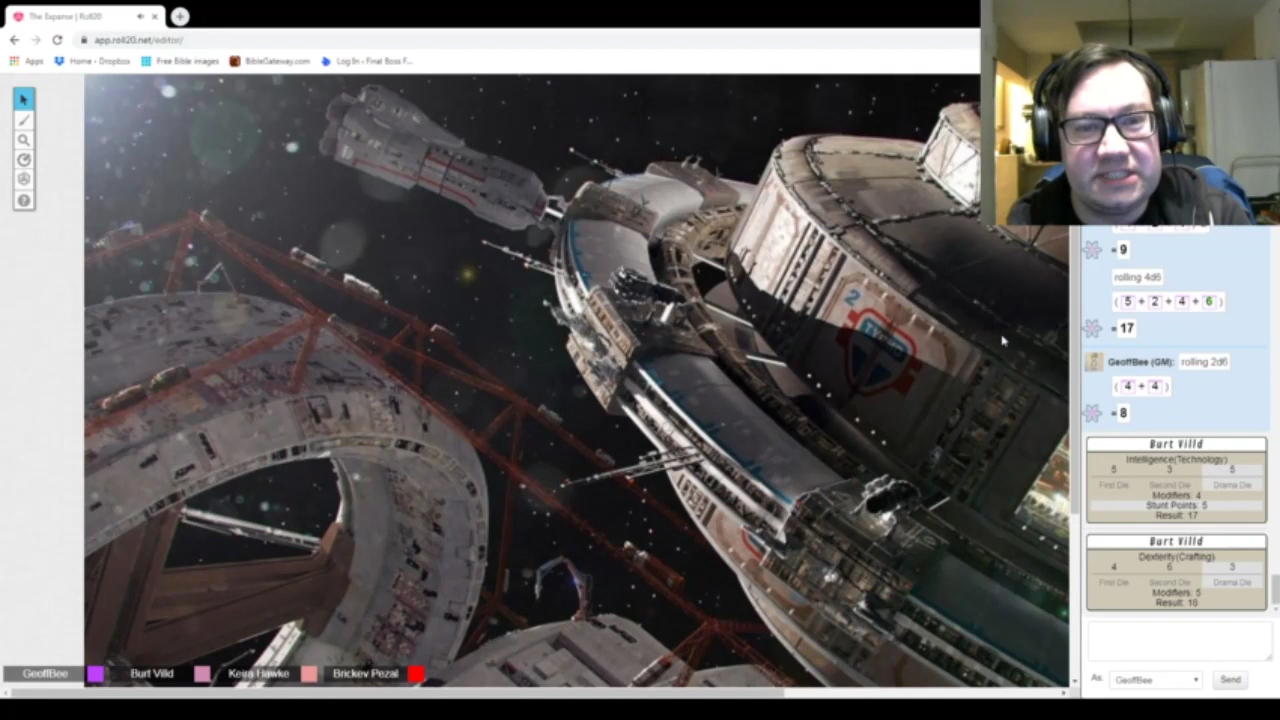 The Expanse | Roll20
app.roll20.net/editor/
Apps
Home - Dropbox
Free Bible images
BibleGateway.com
Log In - Final Boss F...
= 9
rolling 4d6
( 5 + 2 + 4 + 6 )
= 17
GeoffBee (GM): rolling 2d6
( 4 + 4 )
= 8
Burt Villd
Intelligence(Technology)
5 3 5
First Die Second Die Drama Die
Modifiers: 4
Stunt Points: 5
Result: 17
Burt Villd
Dexterity(Crafting)
4 6 3
First Die Second Die Drama Die
Modifiers: 5
Result: 18
2
TYCHO
GeoffBee
Burt Villd
Keira Hawke
Brickev Pezal
As: GeoffBee
Send